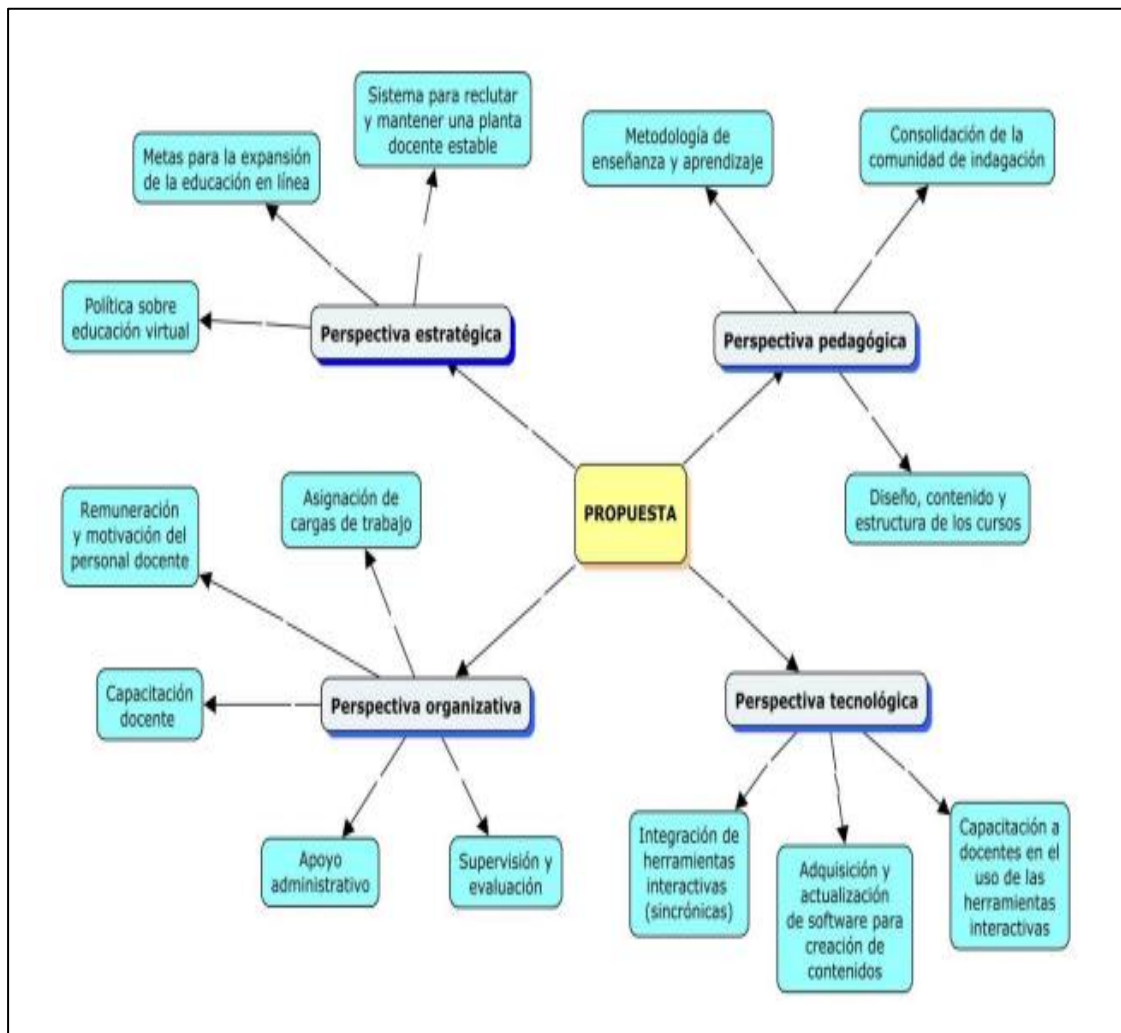 Sistema para reclutar
y mantener una planta
docente estable
Metas para la expansión
de la educación en línea
Política sobre
educación virtual
Perspectiva estratégica
Metodología de
enseñanza y aprendizaje
Consolidación de la
comunidad de indagación
Perspectiva pedagógica
Diseño, contenido y
estructura de los cursos
PROPUESTA
Remuneración
y motivación del
personal docente
Asignación de
cargas de trabajo
Capacitación
docente
Perspectiva organizativa
Apoyo
administrativo
Supervisión y
evaluación
Perspectiva tecnológica
Integración de
herramientas
interactivas
(sincrónicas)
Adquisición y
actualización
de software para
creación de
contenidos
Capacitación a
docentes en el
uso de las
herramientas
interactivas